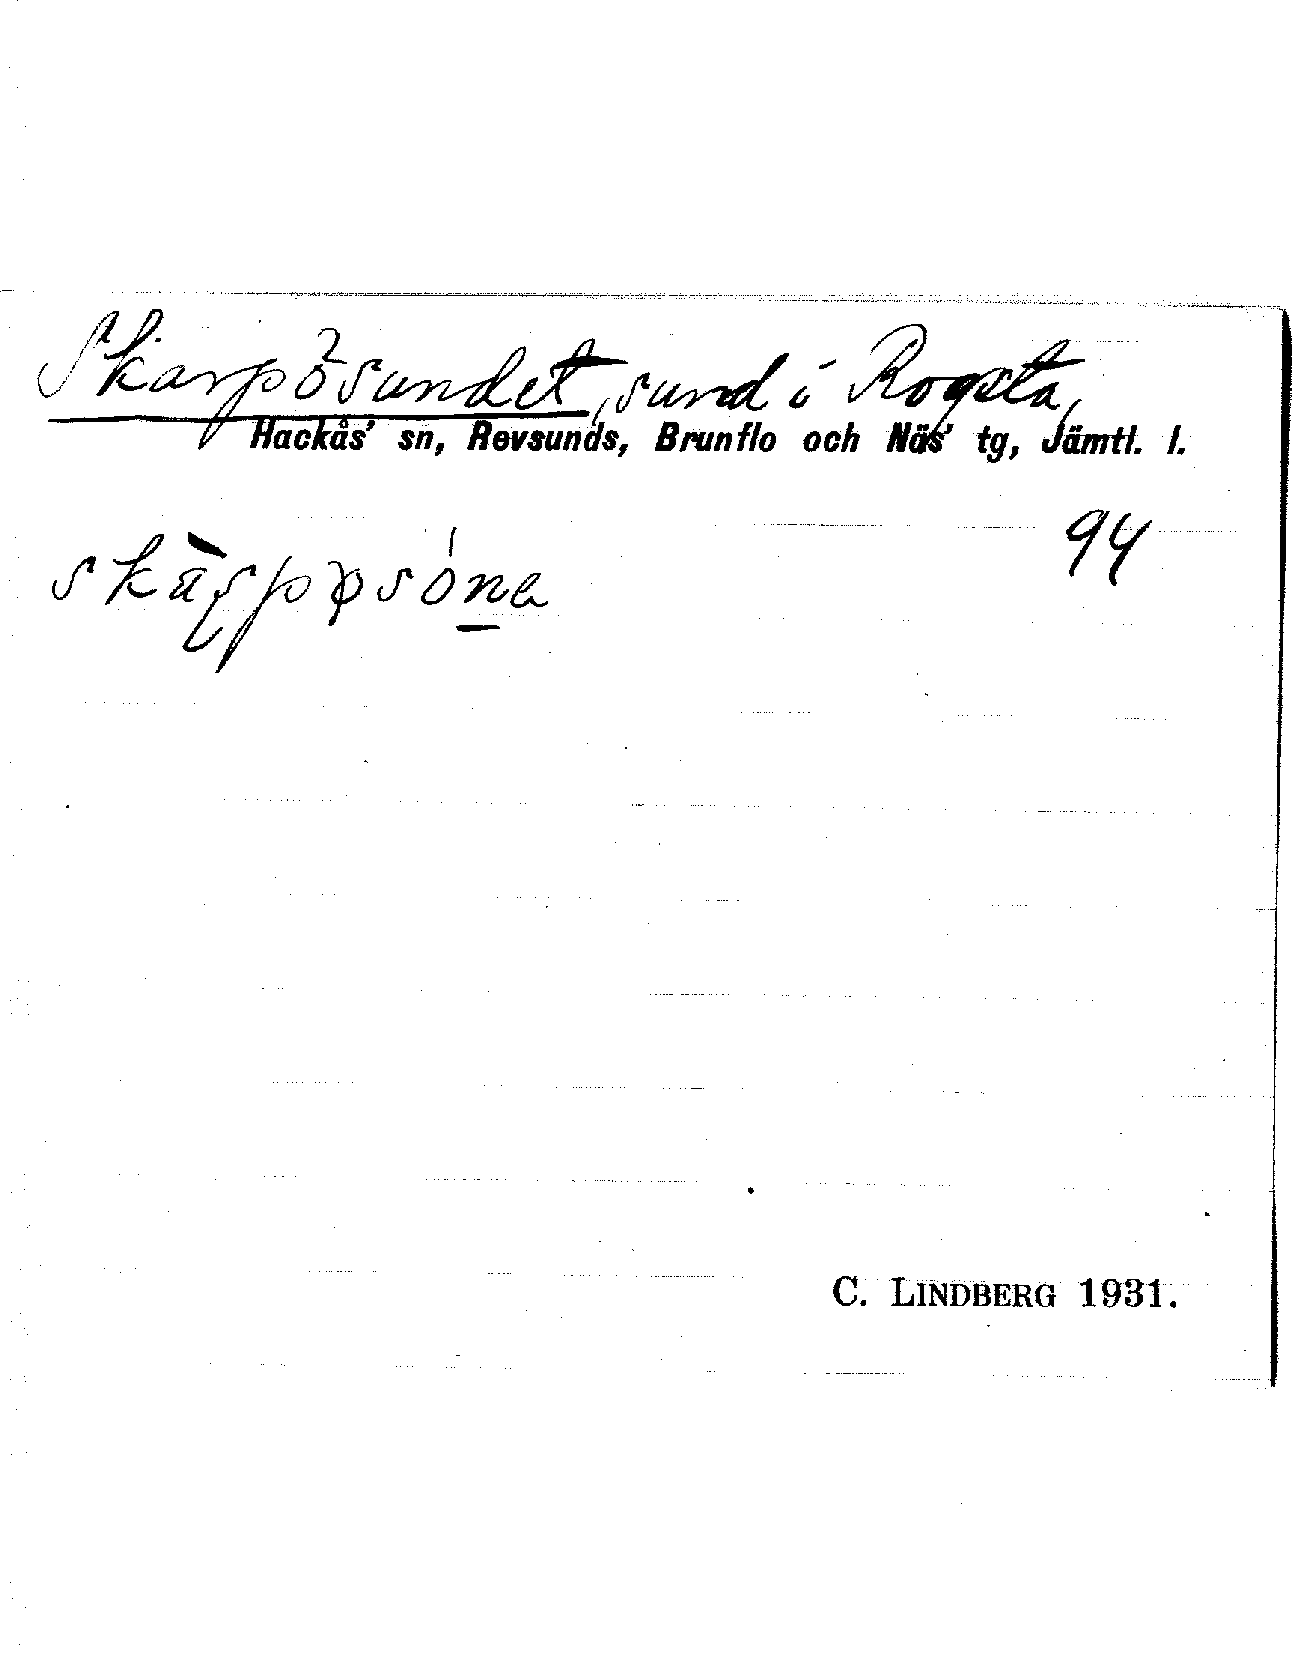 Skarpösundet, sund i Rogsta,
Hackås' sn, Revsunds, Brunflo och Näs' tg, Jämtl. l.
94
C. LINDBERG 1931.